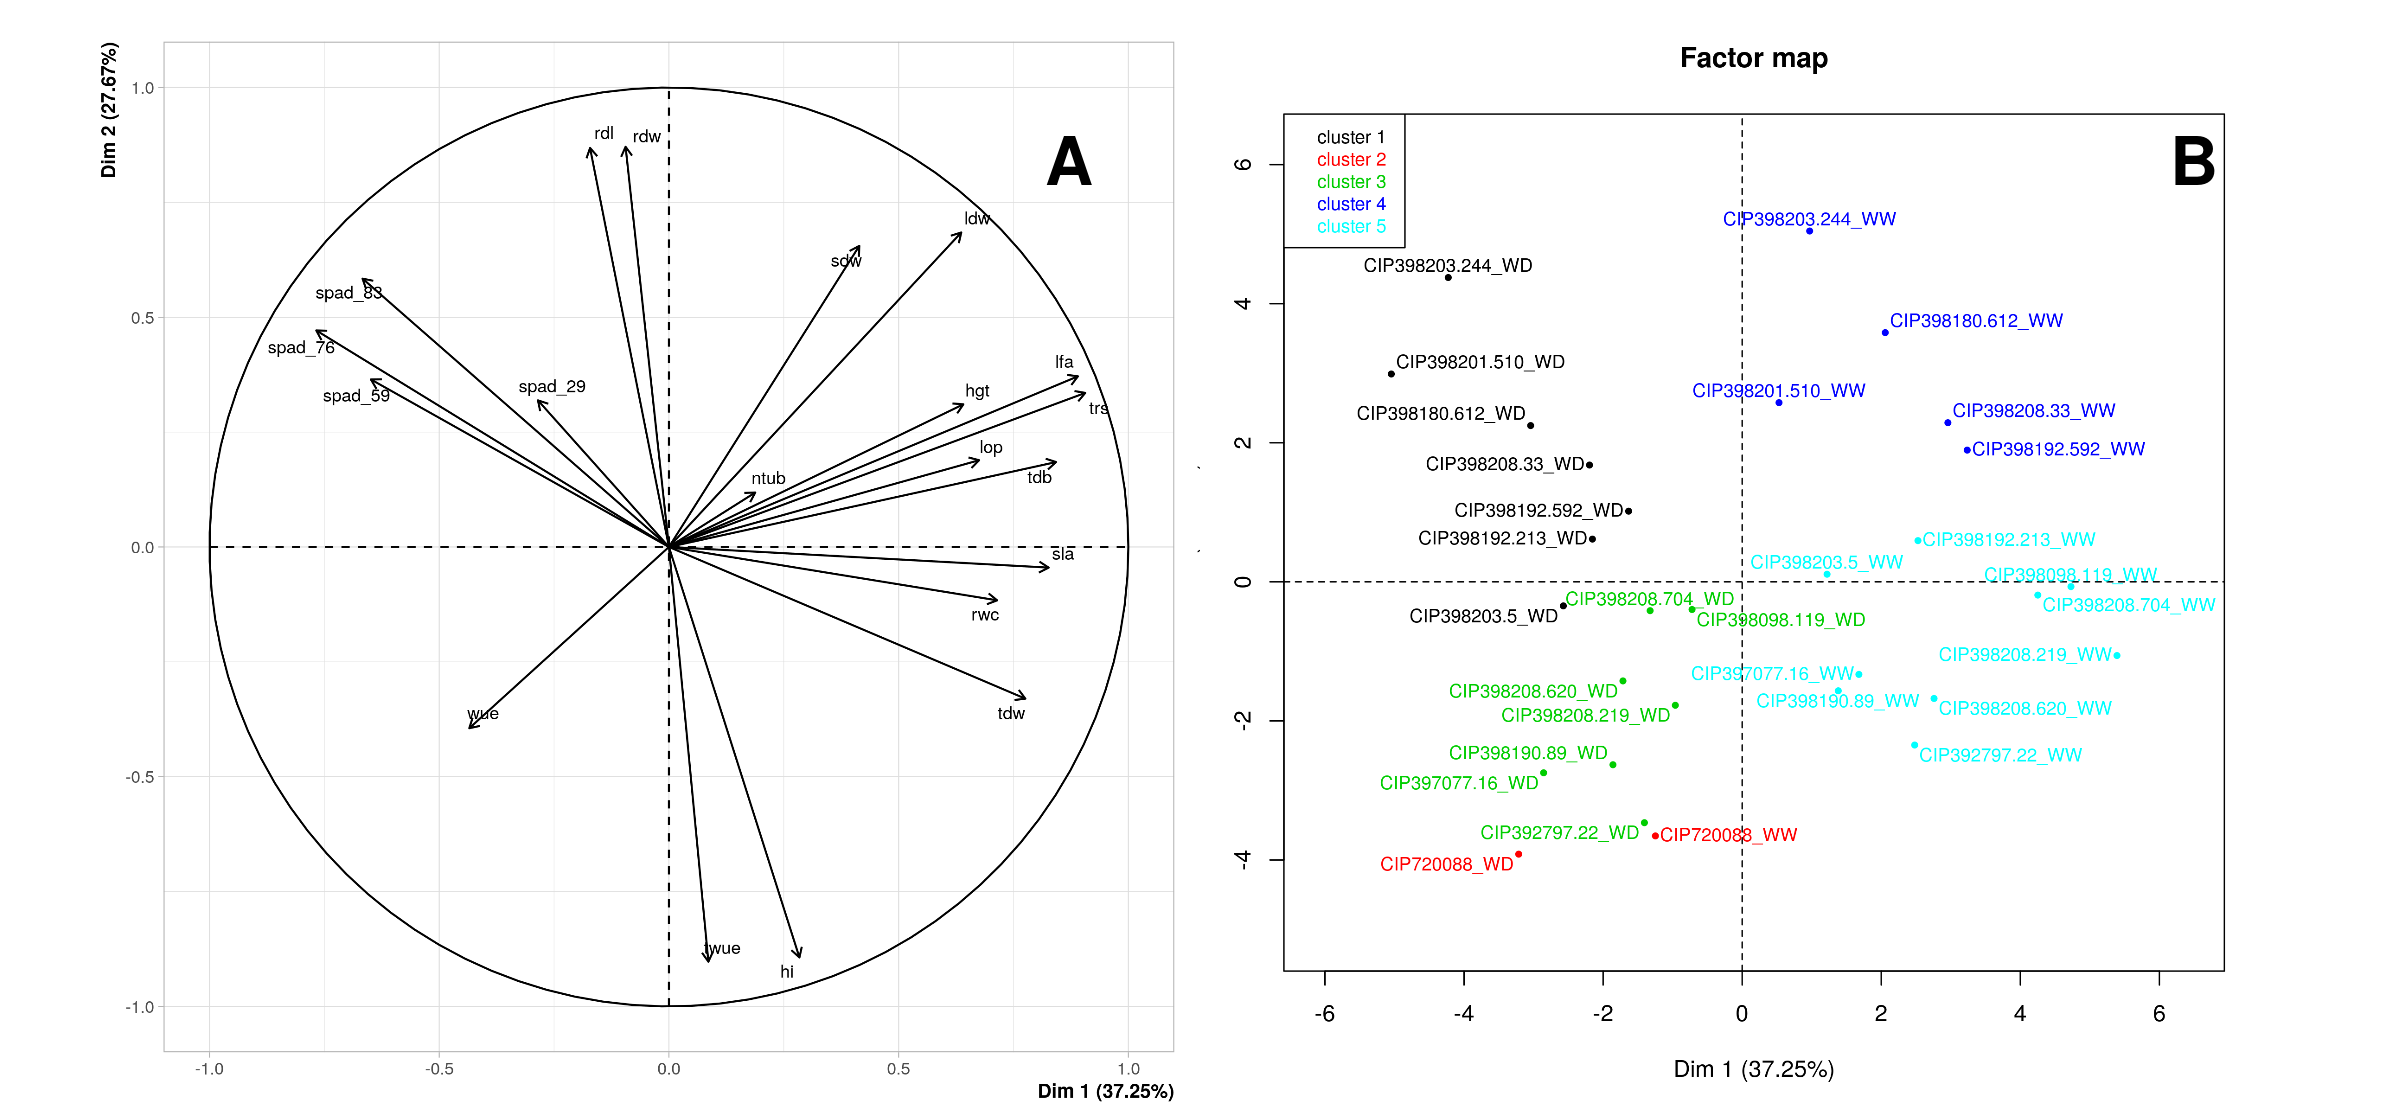 Dim 2 (27.67%)
1.0
0.5
0.0
-0.5
-1.0
-1.0
-0.5
0.0
0.5
1.0
Dim 1 (37.25%)
A
rdl
rdw
ldw
sdw
spad_83
spad_76
spad_59
spad_29
lfa
hgt
trs
lop
tdb
ntub
sla
rwc
tdw
wue
twue
hi
Factor map
B
cluster 1
cluster 2
cluster 3
cluster 4
cluster 5
6
4
2
0
-2
-4
CIP398203.244_WW
CIP398203.244_WD
CIP398180.612_WW
CIP398201.510_WD
CIP398201.510_WW
CIP398180.612_WD
CIP398208.33_WW
CIP398192.592_WW
CIP398208.33_WD
CIP398192.592_WD
CIP398192.213_WD
CIP398192.213_WW
CIP398203.5_WW
CIP398098.119_WW
CIP398208.704_WD
CIP398208.704_WW
CIP398203.5_WD
CIP398098.119_WD
CIP398208.219_WW
CIP397077.16_WW
CIP398208.620_WD
CIP398190.89_WW
CIP398208.620_WW
CIP398208.219_WD
CIP398190.89_WD
CIP392797.22_WW
CIP397077.16_WD
CIP392797.22_WD
CIP720088_WW
CIP720088_WD
-6
-4
-2
0
2
4
6
Dim 1 (37.25%)